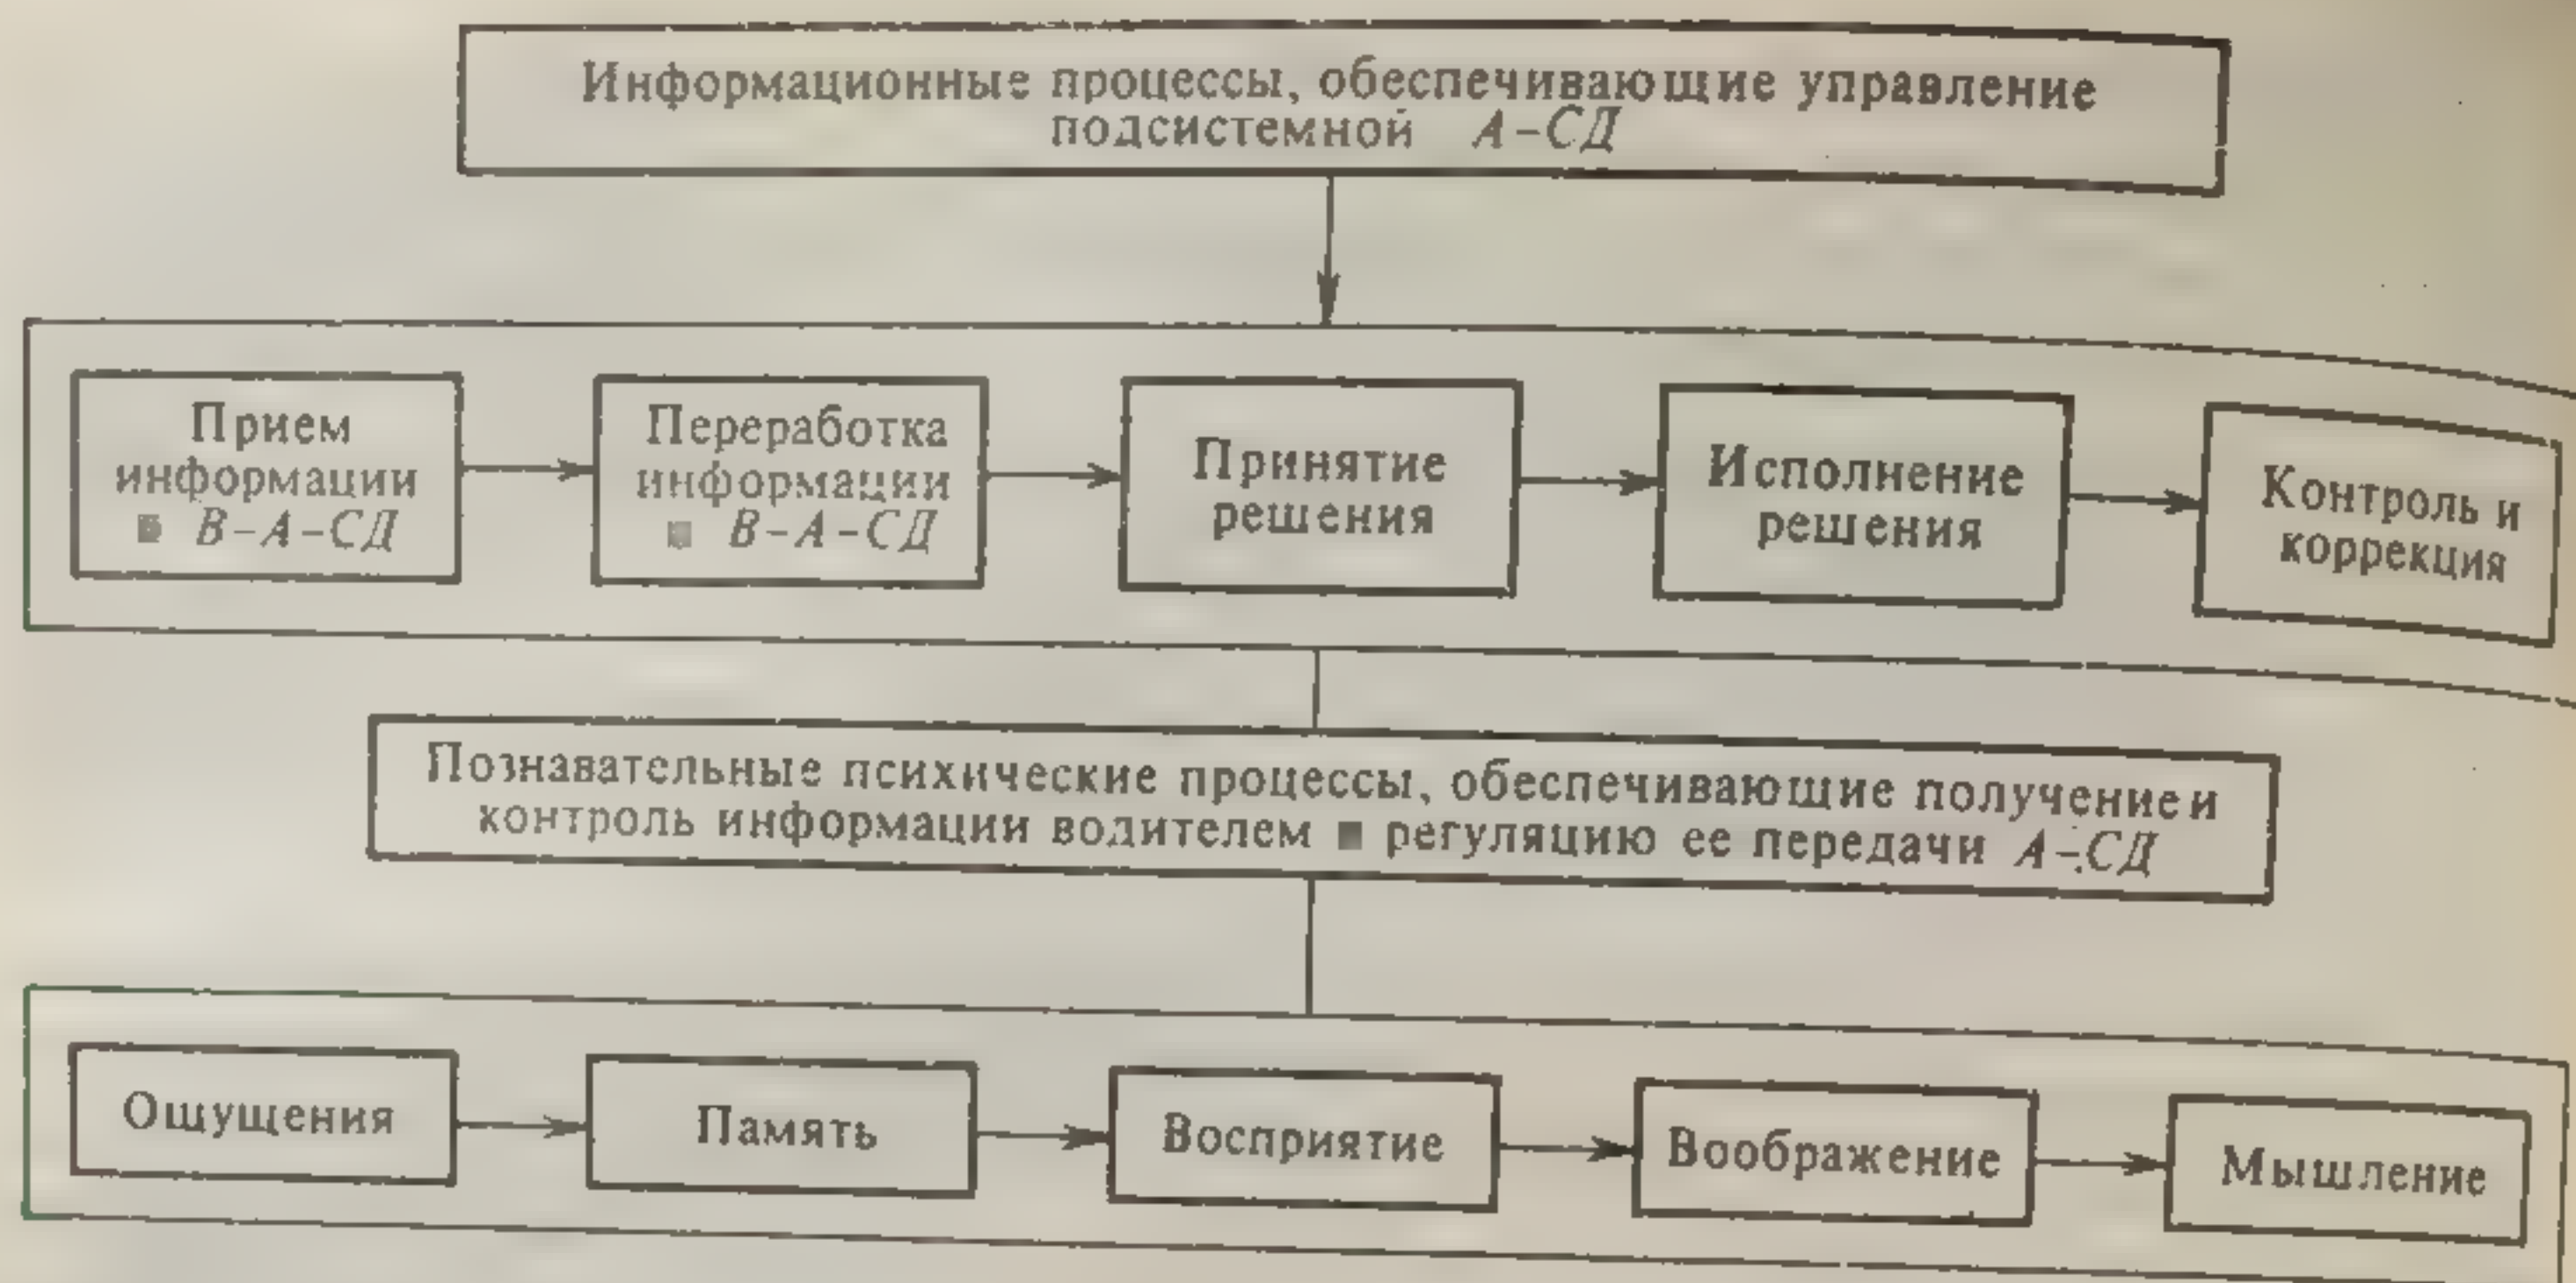 Информационные процессы, обеспечивающие управление
подсистемной А-СД
Прием
информации
В-А-СД
Переработка
информации
В-А-СД
Принятие
решения
Исполнение
решения
Контроль и
коррекция
Познавательные психические процессы, обеспечивающие получение и
контроль информации водителем регуляцию ее передачи А-СД
Ощущения
Память
Восприятие
Воображение
Мышление